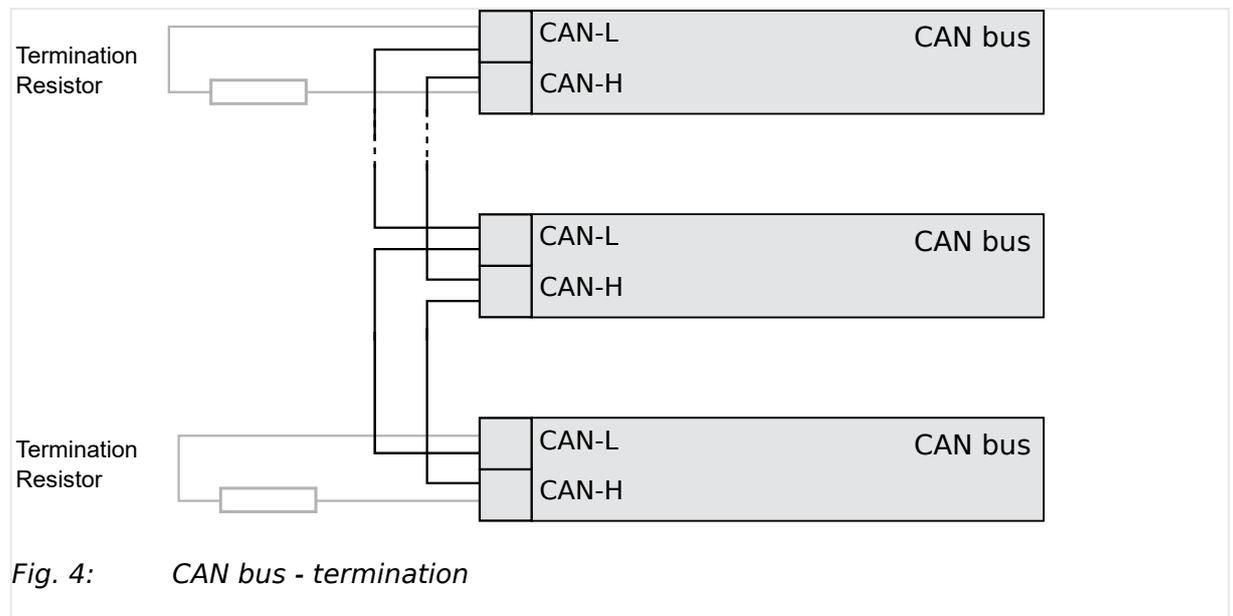 CAN-L
CAN bus
Termination
Resistor
CAN-H
CAN-L
CAN bus
CAN-H
CAN-L
CAN bus
Termination
Resistor
CAN-H
Fig. 4: CAN bus - termination